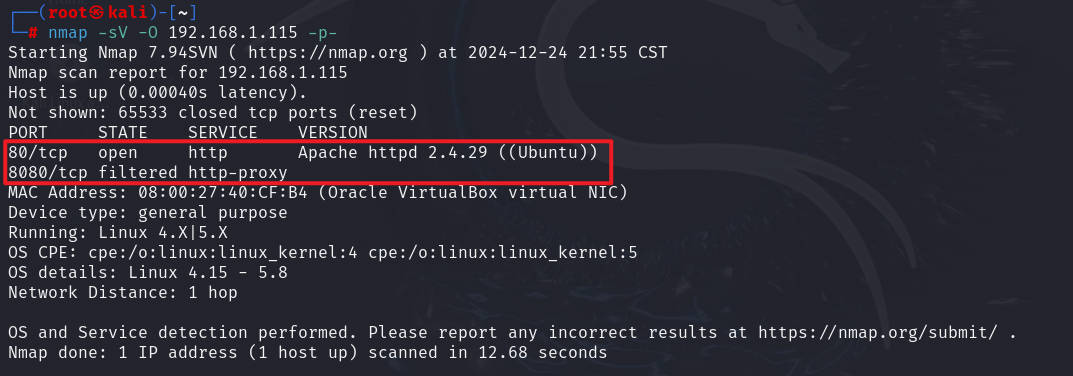 ┌──(root㉿kali)-[~]
└─# nmap -sV -O 192.168.1.115 -p-
Starting Nmap 7.94SVN ( https://nmap.org ) at 2024-12-24 21:55 CST
Nmap scan report for 192.168.1.115
Host is up (0.00040s latency).
Not shown: 65533 closed tcp ports (reset)
PORT     STATE    SERVICE    VERSION
80/tcp   open     http       Apache httpd 2.4.29 ((Ubuntu))
8080/tcp filtered http-proxy
MAC Address: 08:00:27:40:CF:B4 (Oracle VirtualBox virtual NIC)
Device type: general purpose
Running: Linux 4.X|5.X
OS CPE: cpe:/o:linux:linux_kernel:4 cpe:/o:linux:linux_kernel:5
OS details: Linux 4.15 - 5.8
Network Distance: 1 hop
OS and Service detection performed. Please report any incorrect results at https://nmap.org/submit/ .
Nmap done: 1 IP address (1 host up) scanned in 12.68 seconds